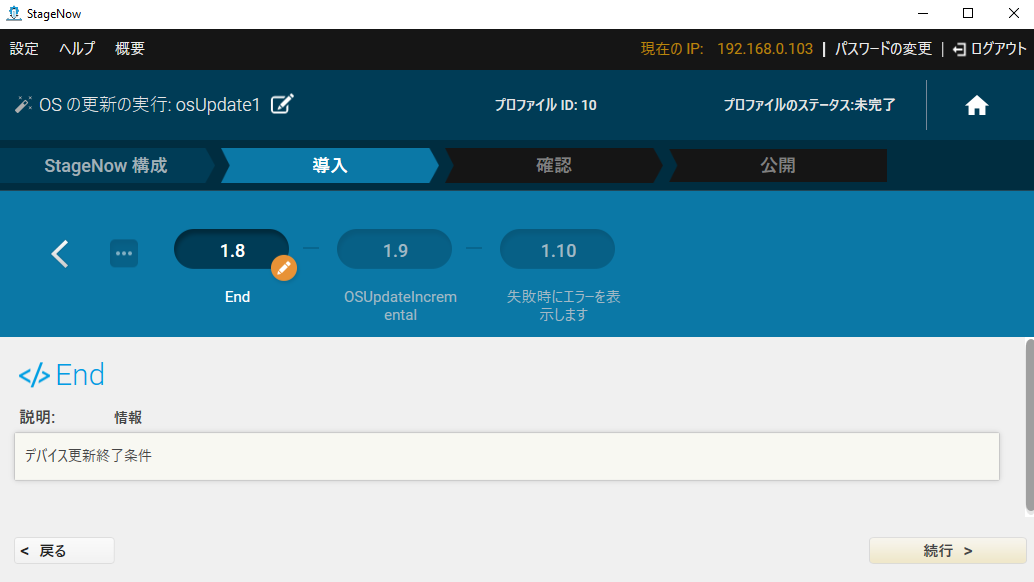 StageNow
設定 ヘルプ 概要 現在の IP: 192.168.0.103 | パスワードの変更 | ログアウト
OS の更新の実行: osUpdate1 プロファイル ID: 10 プロファイルのステータス:未完了
StageNow 構成 導入 確認 公開
1.8 1.9 1.10
End OSUpdateIncrem 失敗時にエラーを表
ental 示します
</> End
説明: 情報
デバイス更新終了条件
< 戻る 続行 >